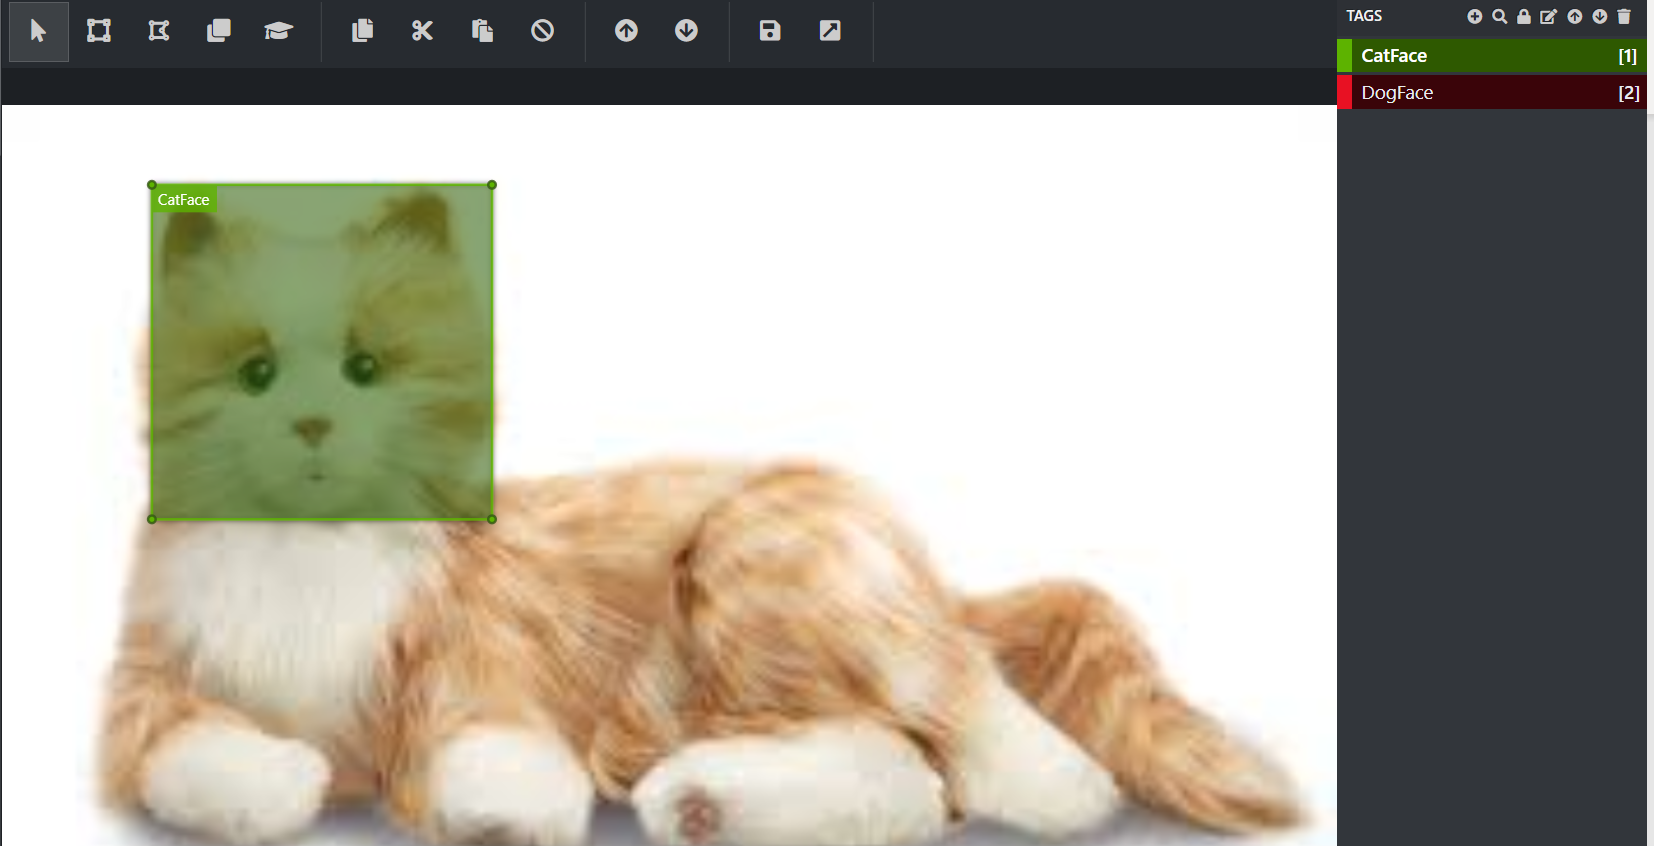 TAGS
CatFace [1]
DogFace [2]
CatFace